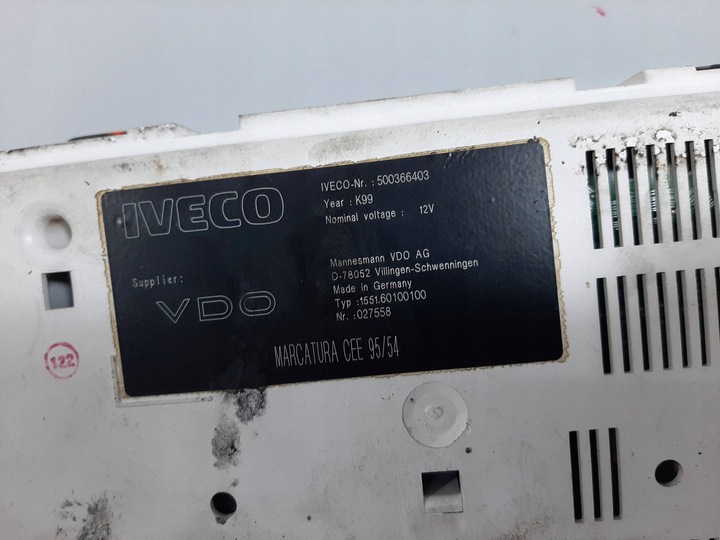 IVECO
IVECO-Nr. : 500366403
Year : K99
Nominal voltage : 12V
Supplier:
VDO
Mannesmann VDO AG
D-78052 Villingen-Schwenningen
Made in Germany
Typ : 1551.60100100
Nr. : 027558
MARCATURA CEE 95/54
122